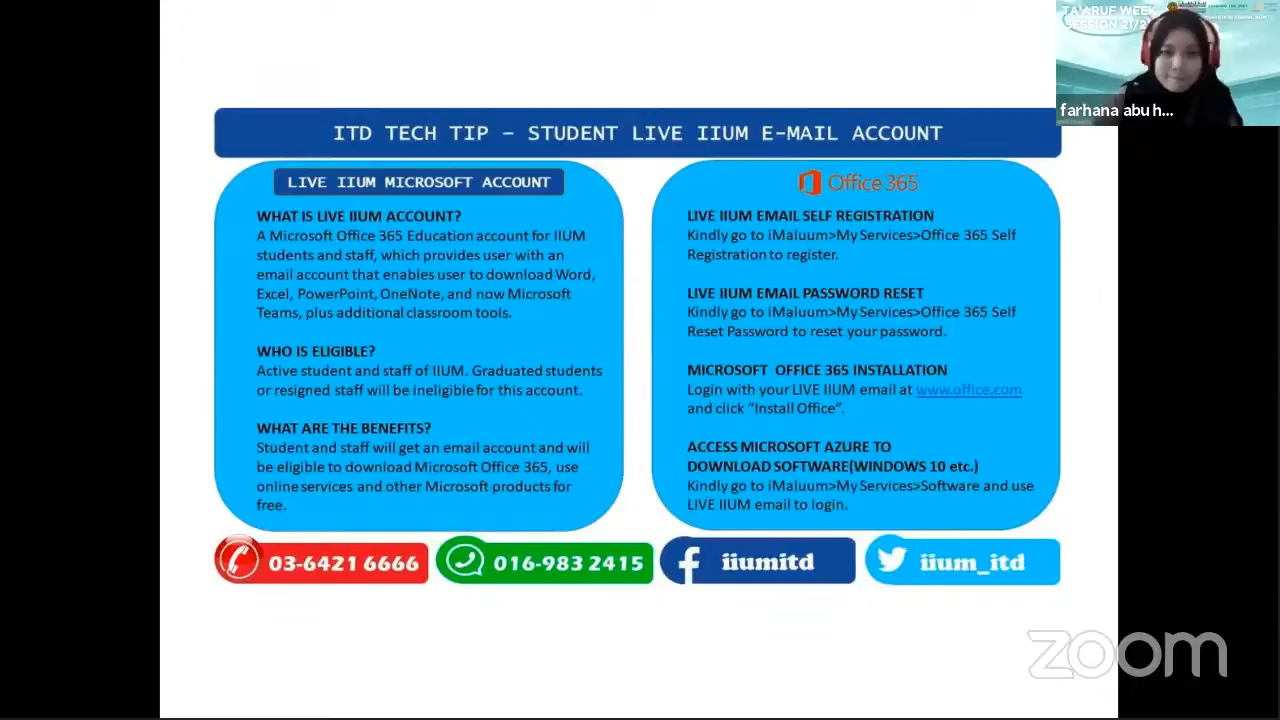 TA'ARUF WEEK
SESSION 21/2
farhana abu h...
ITD TECH TIP – STUDENT LIVE IIUM E-MAIL ACCOUNT
LIVE IIUM MICROSOFT ACCOUNT
WHAT IS LIVE IIUM ACCOUNT?
A Microsoft Office 365 Education account for IIUM
students and staff, which provides user with an
email account that enables user to download Word,
Excel, PowerPoint, OneNote, and now Microsoft
Teams, plus additional classroom tools.
WHO IS ELIGIBLE?
Active student and staff of IIUM. Graduated students
or resigned staff will be ineligible for this account.
WHAT ARE THE BENEFITS?
Student and staff will get an email account and will
be eligible to download Microsoft Office 365, use
online services and other Microsoft products for
free.
Office 365
LIVE IIUM EMAIL SELF REGISTRATION
Kindly go to iMaluum>My Services>Office 365 Self
Registration to register.
LIVE IIUM EMAIL PASSWORD RESET
Kindly go to iMaluum>My Services>Office 365 Self
Reset Password to reset your password.
MICROSOFT OFFICE 365 INSTALLATION
Login with your LIVE IIUM email at www.office.com
and click “Install Office”.
ACCESS MICROSOFT AZURE TO
DOWNLOAD SOFTWARE(WINDOWS 10 etc.)
Kindly go to iMaluum>My Services>Software and use
LIVE IIUM email to login.
03-6421 6666
016-983 2415
iiumitd
iium_itd
zoom